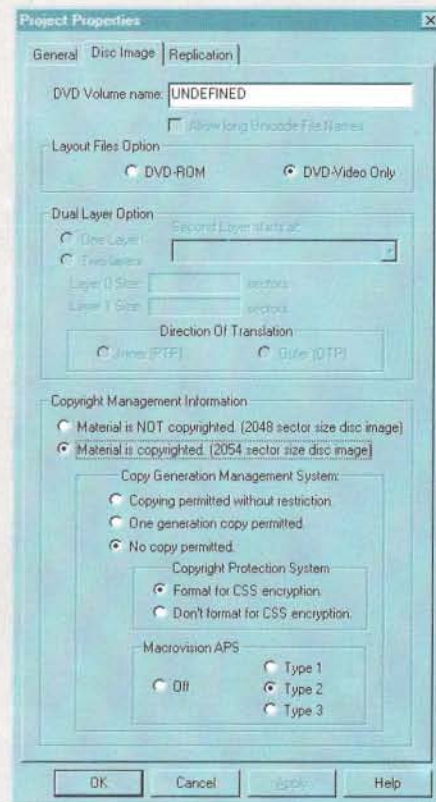 Project Properties
General Disc Image Replication
DVD Volume name: UNDEFINED
Allow long Unicode File Names
Layout Files Option
DVD-ROM DVD-Video Only
Dual Layer Option
One Layer Second Layer starts at:
Two layers
Layer 0 Size: sectors
Layer 1 Size: sectors
Direction Of Translation
Inner (PTP) Outer (OTP)
Copyright Management Information
Material is NOT copyrighted. (2048 sector size disc image)
Material is copyrighted. (2054 sector size disc image)
Copy Generation Management System:
Copying permitted without restriction.
One generation copy permitted.
No copy permitted.
Copyright Protection System
Format for CSS encryption.
Don't format for CSS encryption.
Macrovision APS
Type 1
Off Type 2
Type 3
OK Cancel Apply Help